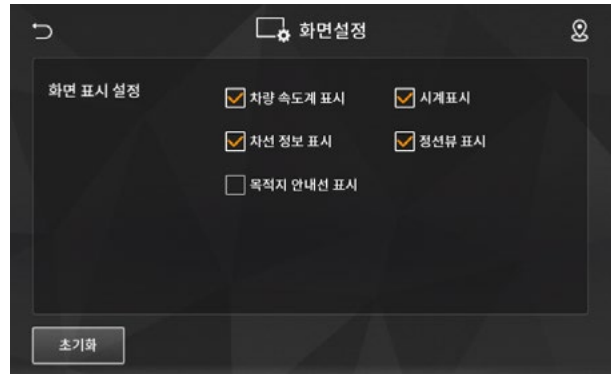 화면설정
화면 표시 설정
차량 속도계 표시
시계표시
차선 정보 표시
정션뷰 표시
목적지 안내선 표시
초기화